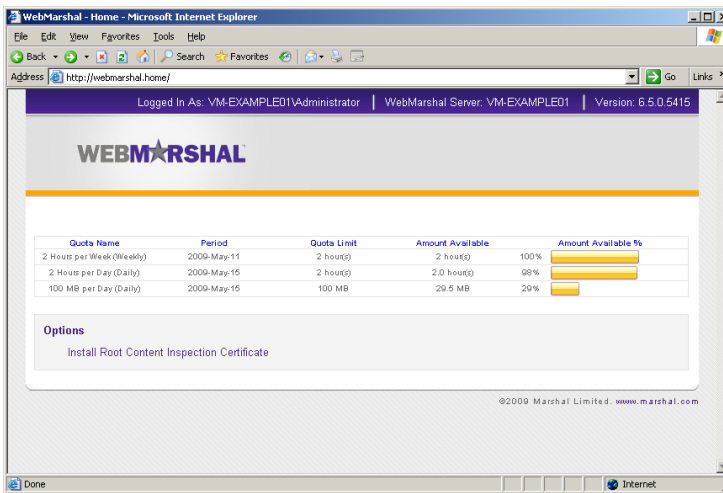 WebMarshal - Home - Microsoft Internet Explorer
File Edit View Favorites Tools Help
Back Search Favorites
Address http://webmarshal.home/ Go Links
Logged In As: VM-EXAMPLE01\Administrator | WebMarshal Server: VM-EXAMPLE01 | Version: 6.5.0.5415
WEBMARSHAL
Quota Name Period Quota Limit Amount Available Amount Available %
2 Hours per Week (Weekly) 2009-May-11 2 hour(s) 2 hour(s) 100%
2 Hours per Day (Daily) 2009-May-15 2 hour(s) 2.0 hour(s) 98%
100 MB per Day (Daily) 2009-May-15 100 MB 29.5 MB 29%
Options
Install Root Content Inspection Certificate
©2009 Marshal Limited. www.marshal.com
Done Internet